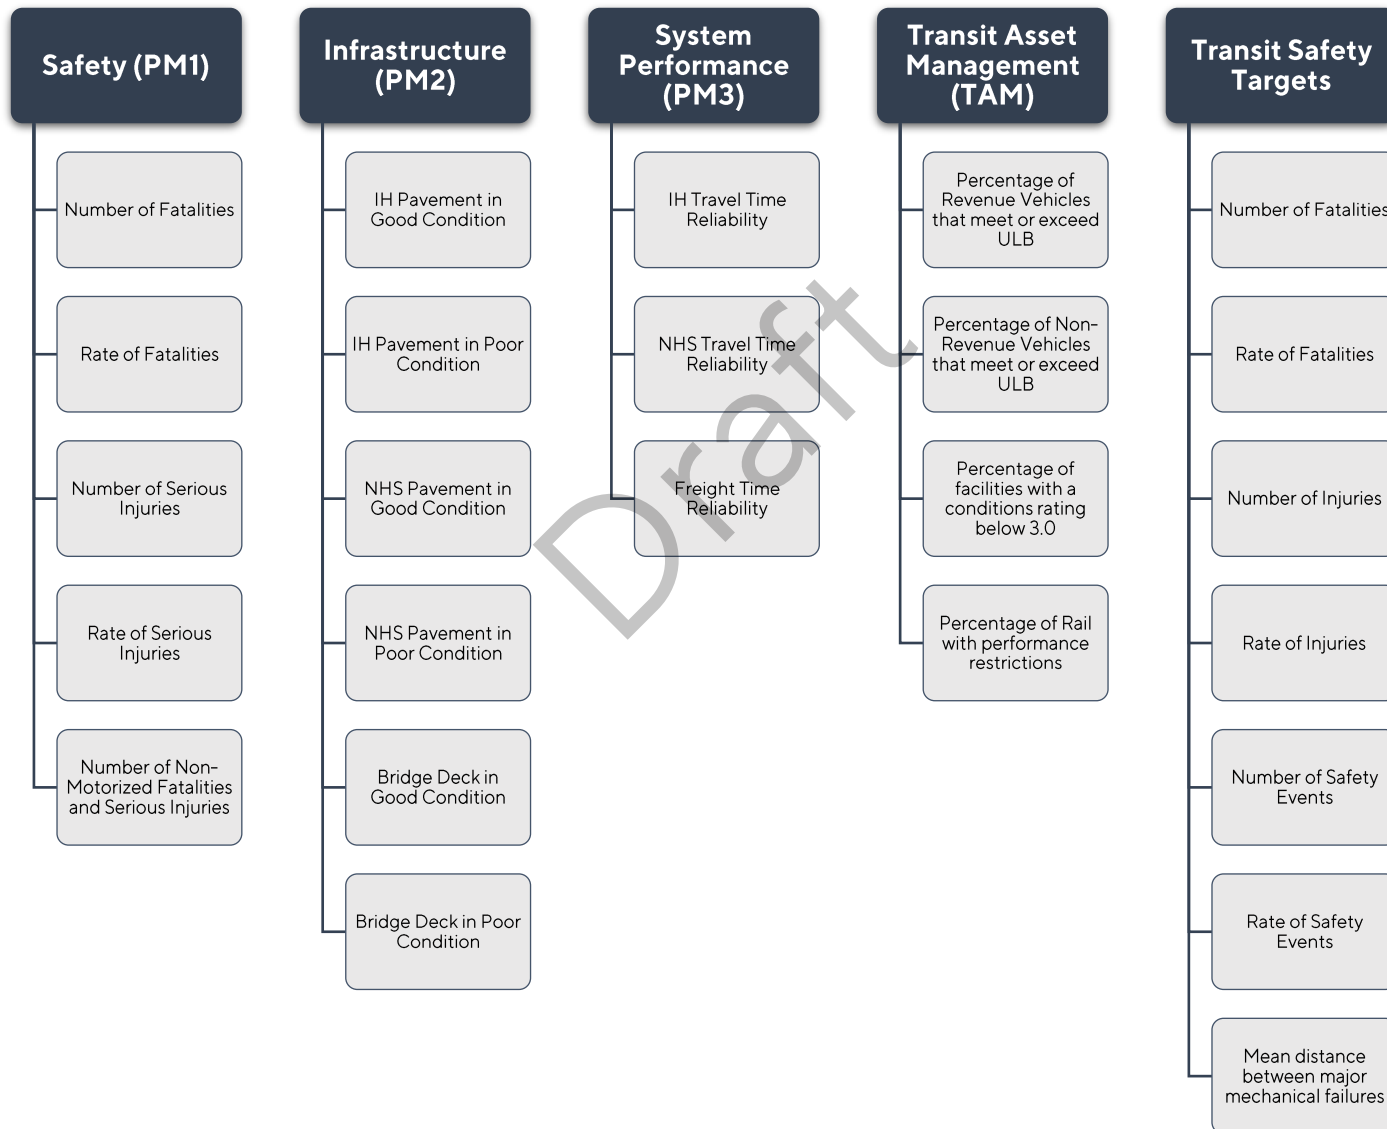 Safety (PM1)
Number of Fatalities
Rate of Fatalities
Number of Serious
Injuries
Rate of Serious
Injuries
Number of Non-
Motorized Fatalities
and Serious Injuries
Infrastructure
(PM2)
IH Pavement in
Good Condition
IH Pavement in Poor
Condition
NHS Pavement in
Good Condition
NHS Pavement in
Poor Condition
Bridge Deck in
Good Condition
Bridge Deck in Poor
Condition
System
Performance
(PM3)
IH Travel Time
Reliability
NHS Travel Time
Reliability
Freight Time
Reliability
Transit Asset
Management
(TAM)
Percentage of
Revenue Vehicles
that meet or exceed
ULB
Percentage of Non-
Revenue Vehicles
that meet or exceed
ULB
Percentage of
facilities with a
conditions rating
below 3.0
Percentage of Rail
with performance
restrictions
Transit Safety
Targets
Number of Fatalities
Rate of Fatalities
Number of Injuries
Rate of Injuries
Number of Safety
Events
Rate of Safety
Events
Mean distance
between major
mechanical failures
Draft